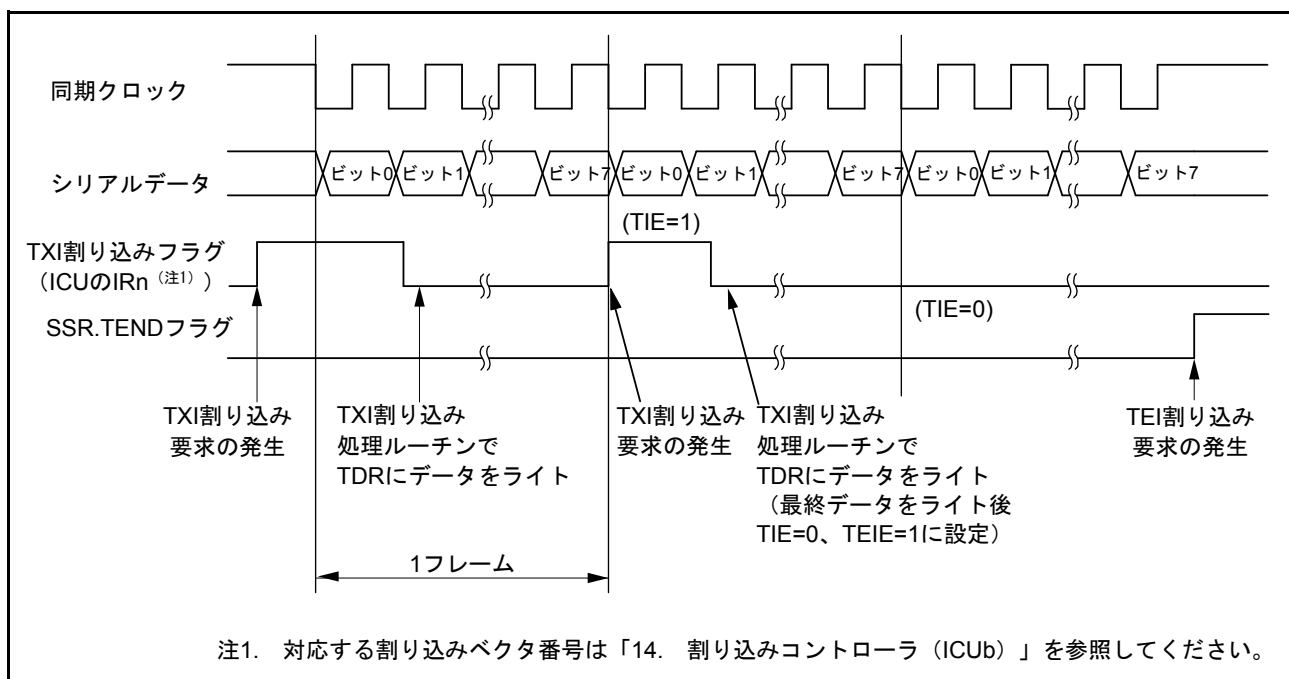 同期クロック
シリアルデータ
ビット0 ビット1 ビット7 ビット0 ビット1 ビット7 ビット0 ビット1 ビット7
(TIE=1)
TXI割り込みフラグ
（ICUのIRn（注1））
(TIE=0)
SSR.TENDフラグ
TXI割り込み
要求の発生
TXI割り込み
処理ルーチンで
TDRにデータをライト
TXI割り込み
要求の発生
TXI割り込み
処理ルーチンで
TDRにデータをライト
（最終データをライト後
TIE=0、TEIE=1に設定）
TEI割り込み
要求の発生
1フレーム
注1. 対応する割り込みベクタ番号は「14. 割り込みコントローラ（ICUb）」を参照してください。